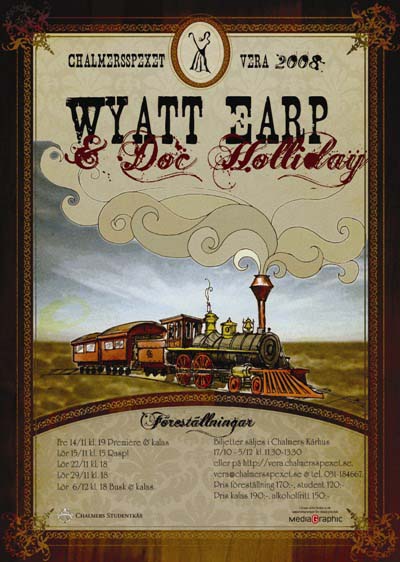 CHALMERSSPEXET VERA 2008
WYATT EARP
& Doc Holliday
Föreställningar
Fre 14/11 kl. 19 Premiere & kalas
Lör 15/11 kl. 15 Rasp!
Lör 22/11 kl. 18
Lör 29/11 kl. 18
Lör 6/12 kl. 18 Busk & kalas
Biljetter säljes i Chalmers Kårhus
17/10 - 5/12 kl. 11.30-13.30
eller på http://vera.chalmersspexet.se,
vera@chalmersspexet.se & tel. 031-184667.
Pris föreställning 170:-, student 120:-
Pris kalas 190:-, alkoholfritt 150:-
CHALMERS STUDENTKÅR
MEDIAGRAPHIC